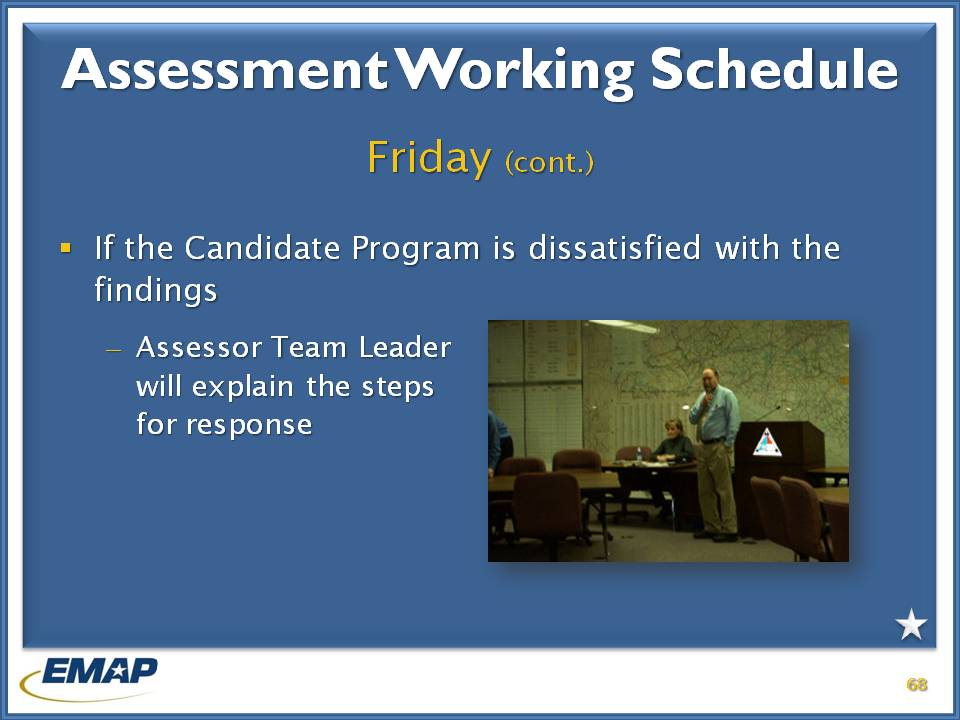 Assessment Working Schedule
Friday (cont.)
▪ If the Candidate Program is dissatisfied with the
findings
– Assessor Team Leader
will explain the steps
for response
EMAP
68